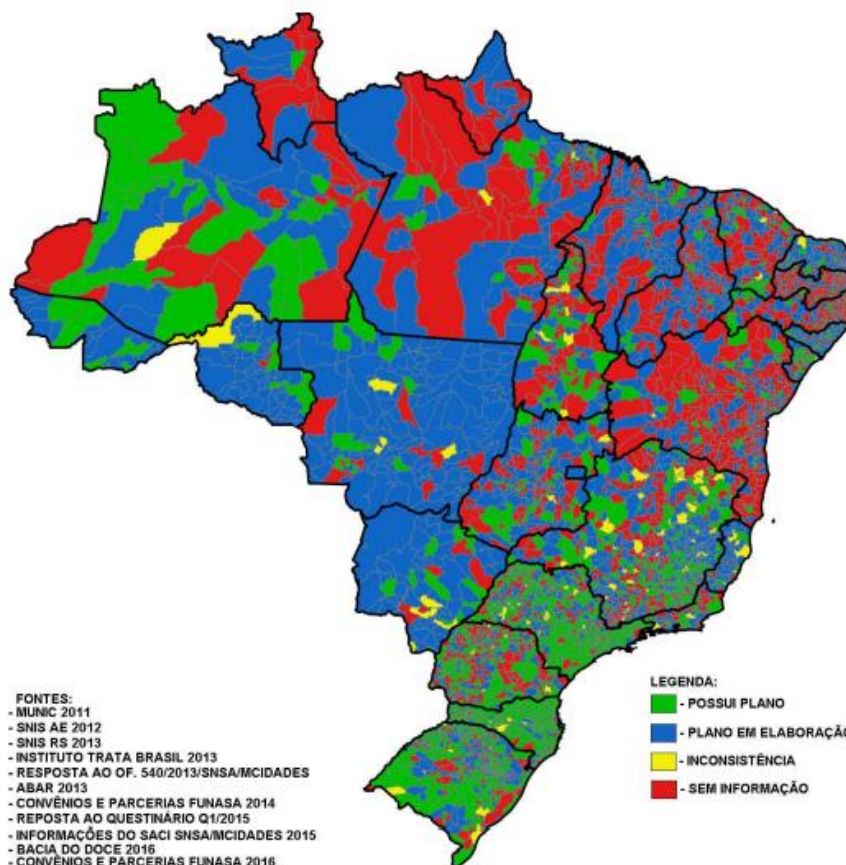 FONTES:
- MUNIC 2011
- SNIS AE 2012
- SNIS RS 2013
- INSTITUTO TRATA BRASIL 2013
- RESPOSTA AO OF. 540/2013/SNSA/MCIDADES
- ABAR 2013
- CONVÊNIOS E PARCERIAS FUNASA 2014
- REPOSTA AO QUESTINÁRIO Q1/2015
- INFORMAÇÕES DO SACI SNSA/MCIDADES 2015
- BACIA DO DOCE 2016
- CONVÊNIOS E PARCERIAS FUNASA 2016
LEGENDA:
- POSSUI PLANO
- PLANO EM ELABORAÇÃO
- INCONSISTÊNCIA
- SEM INFORMAÇÃO